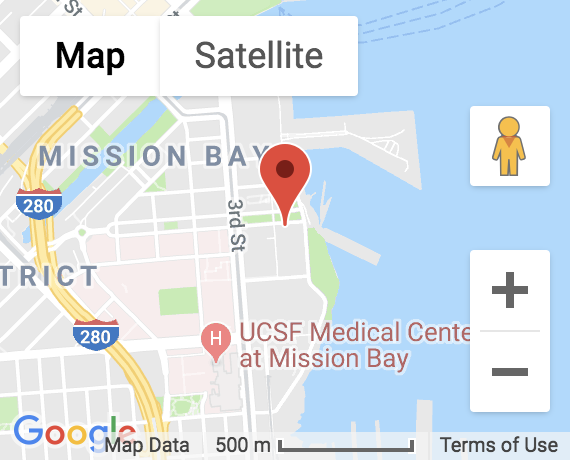 St
Map
Satellite
MISSION BAY
280
3rd St
TRICT
280
H
UCSF Medical Cente
at Mission Bay
Google
Map Data
500 m
Terms of Use